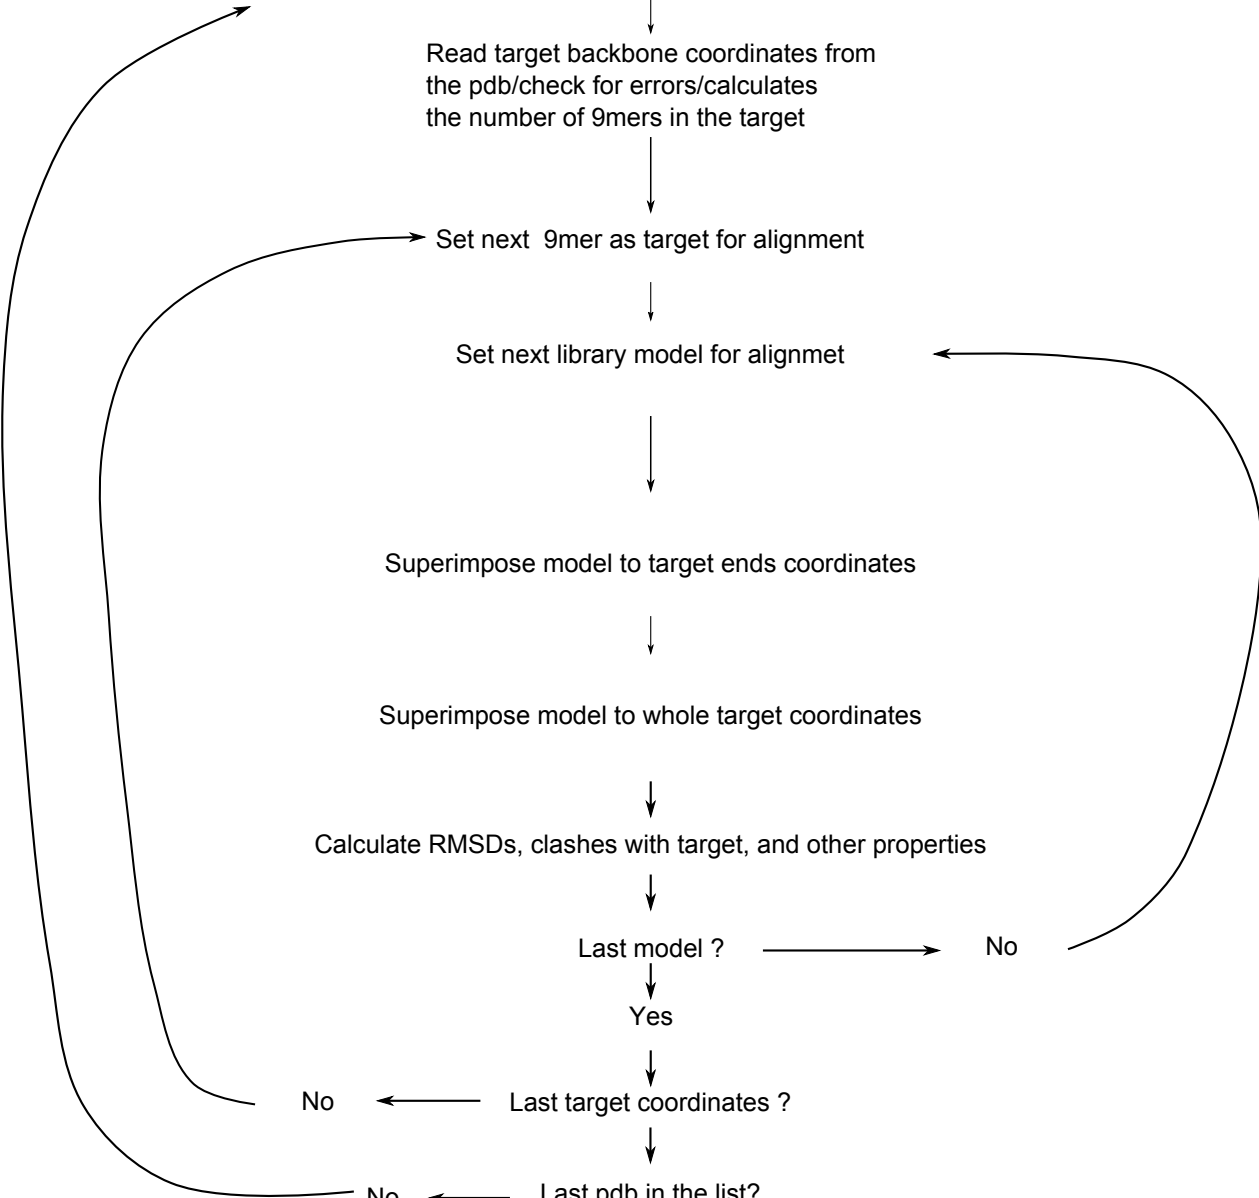 Read target backbone coordinates from
the pdb/check for errors/calculates
the number of 9mers in the target
Set next  9mer as target for alignment
Set next library model for alignmet
Superimpose model to target ends coordinates
Superimpose model to whole target coordinates
Calculate RMSDs, clashes with target, and other properties
Last model ?
No
Yes
No
Last target coordinates ?
No
Last pdb in the list?